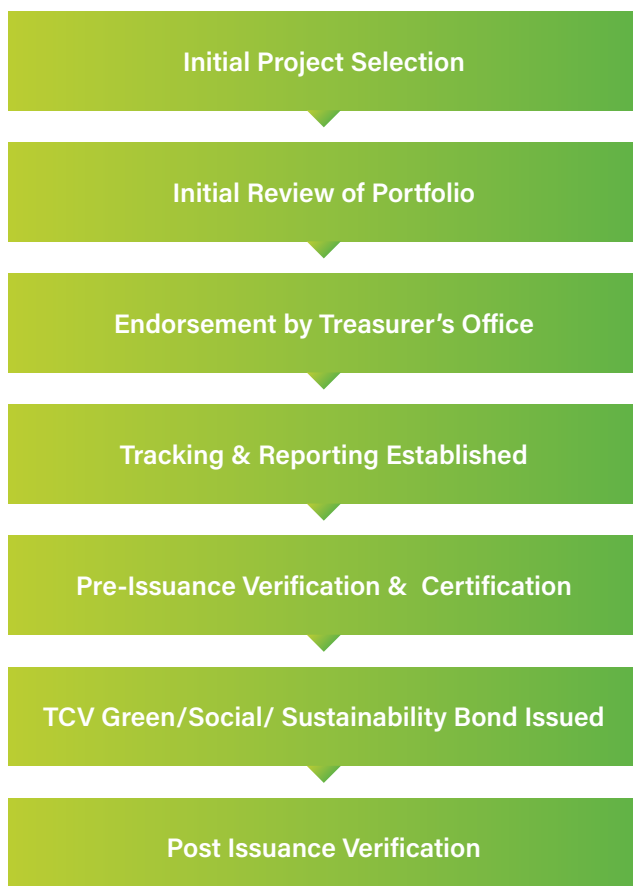 Initial Project Selection
Initial Review of Portfolio
Endorsement by Treasurer’s Office
Tracking & Reporting Established
Pre-Issuance Verification & Certification
TCV Green/Social/ Sustainability Bond Issued
Post Issuance Verification